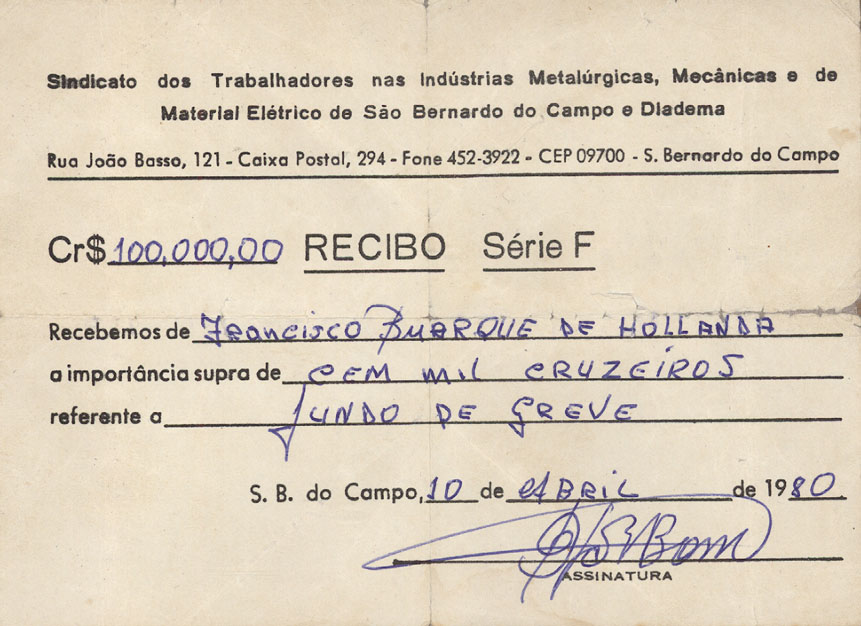 Sindicato dos Trabalhadores nas Indústrias Metalúrgicas, Mecânicas e de
Material Elétrico de São Bernardo do Campo e Diadema
Rua João Basso, 121 - Caixa Postal, 294 - Fone 452-3922 - CEP 09700 - S. Bernardo do Campo
Cr$ 100.000,00 RECIBO Série F
Recebemos de Francisco Buarque de Hollanda
a importância supra de CEM mil CRUZEIROS
referente a FUNDO DE GREVE
S. B. do Campo, 10 de ABRIL de 1980
ASSINATURA